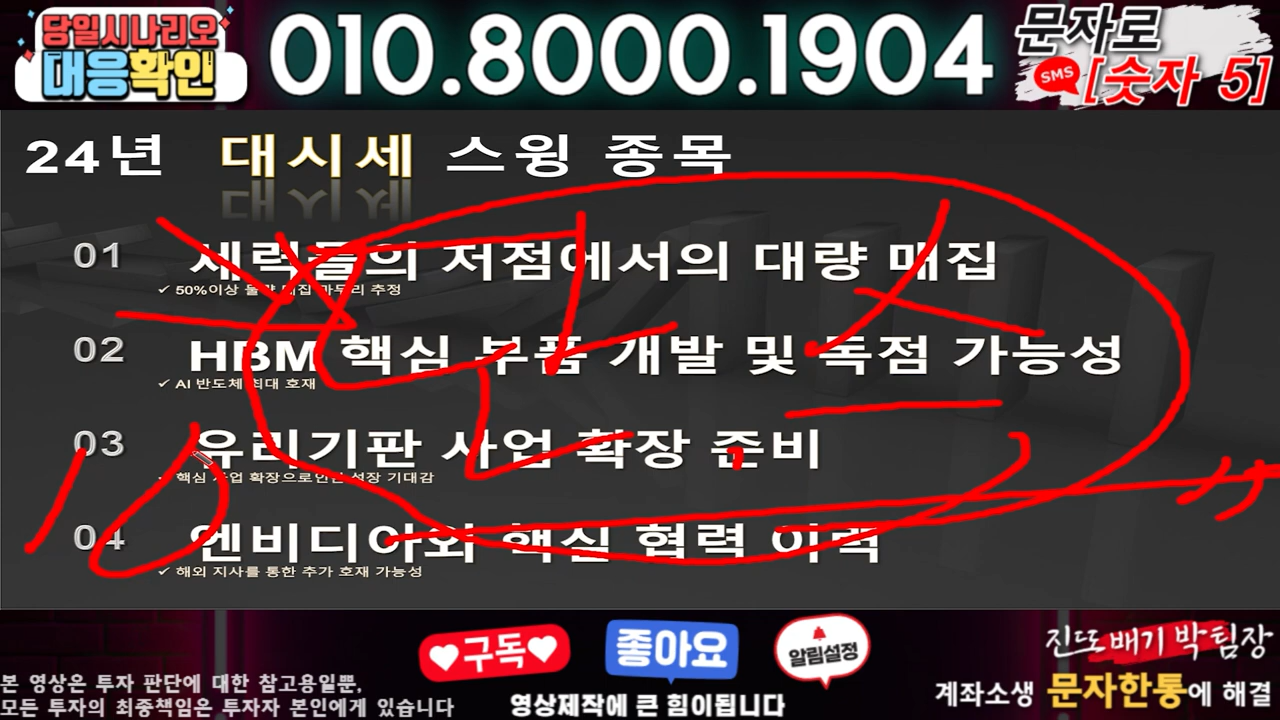 당일시나리오
대응확인
010.8000.1904
문자로
SMS [숫자 5]
24년 대시세 스윙 종목
01 세력들의 저점에서의 대량 매집
✓ 50%이상 물량 매집 마무리 추정
02 HBM 핵심 부품 개발 및 독점 가능성
✓ AI 반도체 최대 호재
03 유리기판 사업 확장 준비
✓ 핵심 사업 확장으로인한 성장 기대감
04 엔비디아와 핵심 협력 이력
✓ 해외 지사를 통한 추가 호재 가능성
구독
좋아요
알림설정
영상제작에 큰 힘이됩니다
본 영상은 투자 판단에 대한 참고용일뿐,
모든 투자의 최종책임은 투자자 본인에게 있습니다
진또배기 박팀장
계좌소생 문자한통에 해결